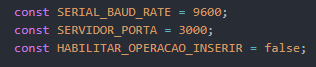 const SERIAL_BAUD_RATE = 9600;
const SERVIDOR_PORTA = 3000;
const HABILITAR_OPERACAO_INSERIR = false;